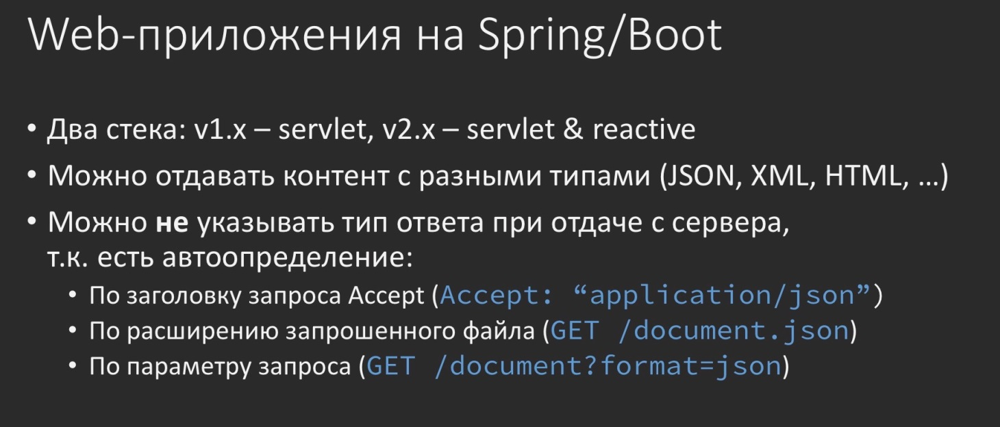 Web-приложения на Spring/Boot
• Два стека: v1.x – servlet, v2.x – servlet & reactive
• Можно отдавать контент с разными типами (JSON, XML, HTML, …)
• Можно не указывать тип ответа при отдаче с сервера,
т.к. есть автоопределение:
• По заголовку запроса Accept (Accept: “application/json”)
• По расширению запрошенного файла (GET /document.json)
• По параметру запроса (GET /document?format=json)